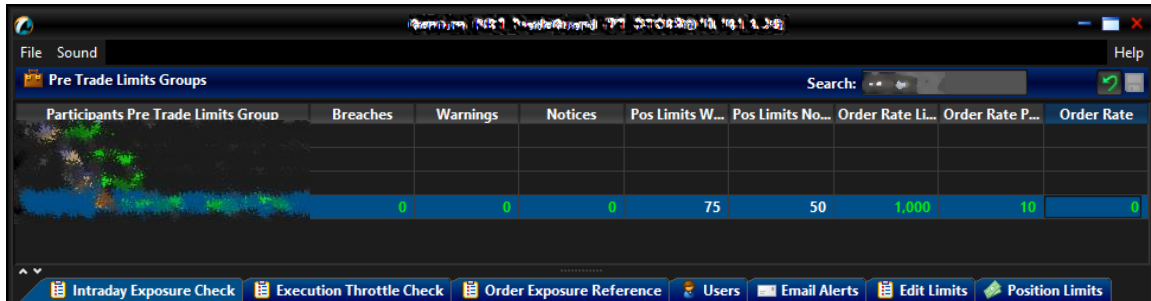 File Sound Help
Pre Trade Limits Groups Search:
Participants Pre Trade Limits Group Breaches Warnings Notices Pos Limits W... Pos Limits No... Order Rate Li... Order Rate P... Order Rate
0 0 0 75 50 1,000 10 0
Intraday Exposure Check Execution Throttle Check Order Exposure Reference Users Email Alerts Edit Limits Position Limits